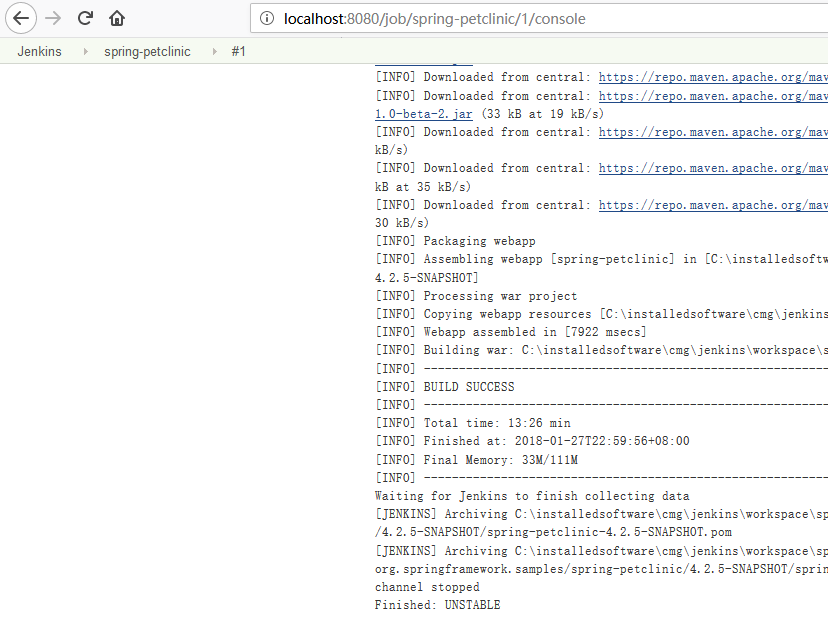 localhost:8080/job/spring-petclinic/1/console
Jenkins spring-petclinic #1
[INFO] Downloaded from central: https://repo.maven.apache.org/mav
[INFO] Downloaded from central: https://repo.maven.apache.org/mav
1.0-beta-2.jar (33 kB at 19 kB/s)
[INFO] Downloaded from central: https://repo.maven.apache.org/mav
kB/s)
[INFO] Downloaded from central: https://repo.maven.apache.org/mav
kB at 35 kB/s)
[INFO] Downloaded from central: https://repo.maven.apache.org/mav
30 kB/s)
[INFO] Packaging webapp
[INFO] Assembling webapp [spring-petclinic] in [C:\installedsoftw
4.2.5-SNAPSHOT]
[INFO] Processing war project
[INFO] Copying webapp resources [C:\installedsoftware\cmg\jenkins
[INFO] Webapp assembled in [7922 msecs]
[INFO] Building war: C:\installedsoftware\cmg\jenkins\workspace\s
[INFO] ----------------------------------------------------------
[INFO] BUILD SUCCESS
[INFO] ----------------------------------------------------------
[INFO] Total time: 13:26 min
[INFO] Finished at: 2018-01-27T22:59:56+08:00
[INFO] Final Memory: 33M/111M
[INFO] ----------------------------------------------------------
Waiting for Jenkins to finish collecting data
[JENKINS] Archiving C:\installedsoftware\cmg\jenkins\workspace\sp
/4.2.5-SNAPSHOT/spring-petclinic-4.2.5-SNAPSHOT.pom
[JENKINS] Archiving C:\installedsoftware\cmg\jenkins\workspace\sp
org.springframework.samples/spring-petclinic/4.2.5-SNAPSHOT/sprin
channel stopped
Finished: UNSTABLE